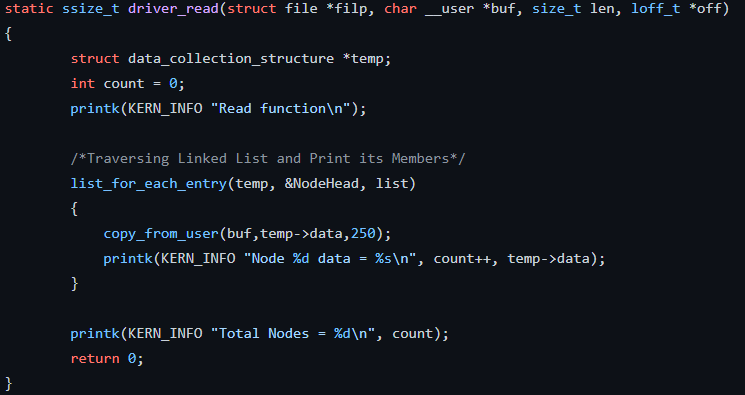 static ssize_t driver_read(struct file *filp, char __user *buf, size_t len, loff_t *off)
{
        struct data_collection_structure *temp;
        int count = 0;
        printk(KERN_INFO "Read function\n");

        /*Traversing Linked List and Print its Members*/
        list_for_each_entry(temp, &NodeHead, list)
        {
            copy_from_user(buf,temp->data,250);
            printk(KERN_INFO "Node %d data = %s\n", count++, temp->data);
        }

        printk(KERN_INFO "Total Nodes = %d\n", count);
        return 0;
}